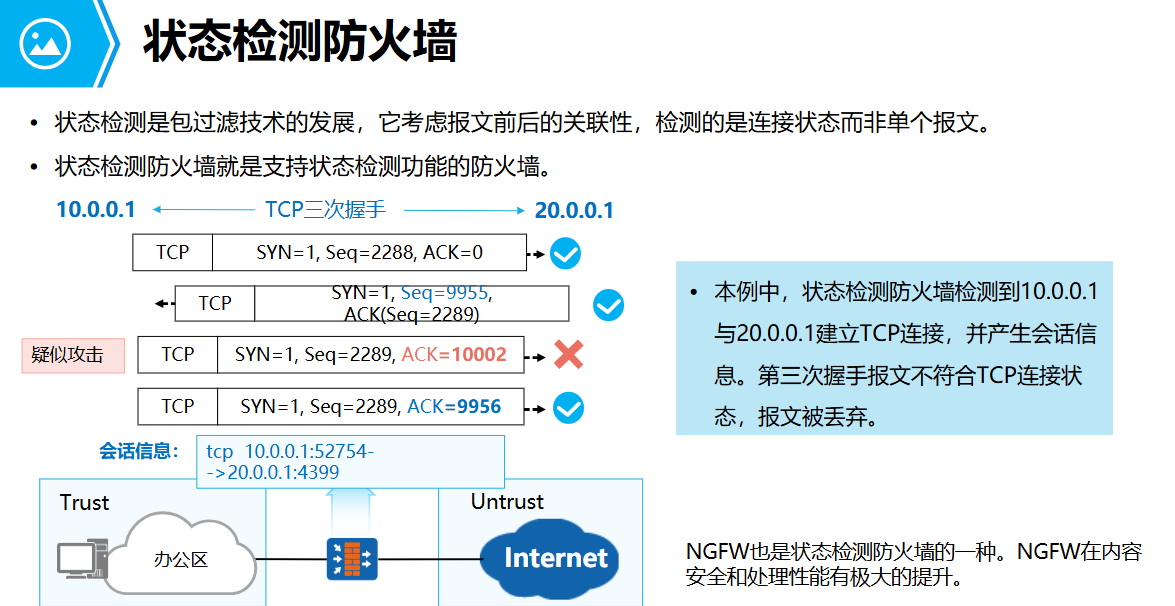 状态检测防火墙
• 状态检测是包过滤技术的发展，它考虑报文前后的关联性，检测的是连接状态而非单个报文。
• 状态检测防火墙就是支持状态检测功能的防火墙。
10.0.0.1 TCP三次握手 20.0.0.1
TCP SYN=1, Seq=2288, ACK=0
TCP SYN=1, Seq=9955,
ACK(Seq=2289)
疑似攻击 TCP SYN=1, Seq=2289, ACK=10002
TCP SYN=1, Seq=2289, ACK=9956
会话信息： tcp 10.0.0.1:52754-
->20.0.0.1:4399
Trust
Untrust
办公区
Internet
• 本例中，状态检测防火墙检测到10.0.0.1
与20.0.0.1建立TCP连接，并产生会话信
息。第三次握手报文不符合TCP连接状
态，报文被丢弃。
NGFW也是状态检测防火墙的一种。NGFW在内容
安全和处理性能有极大的提升。